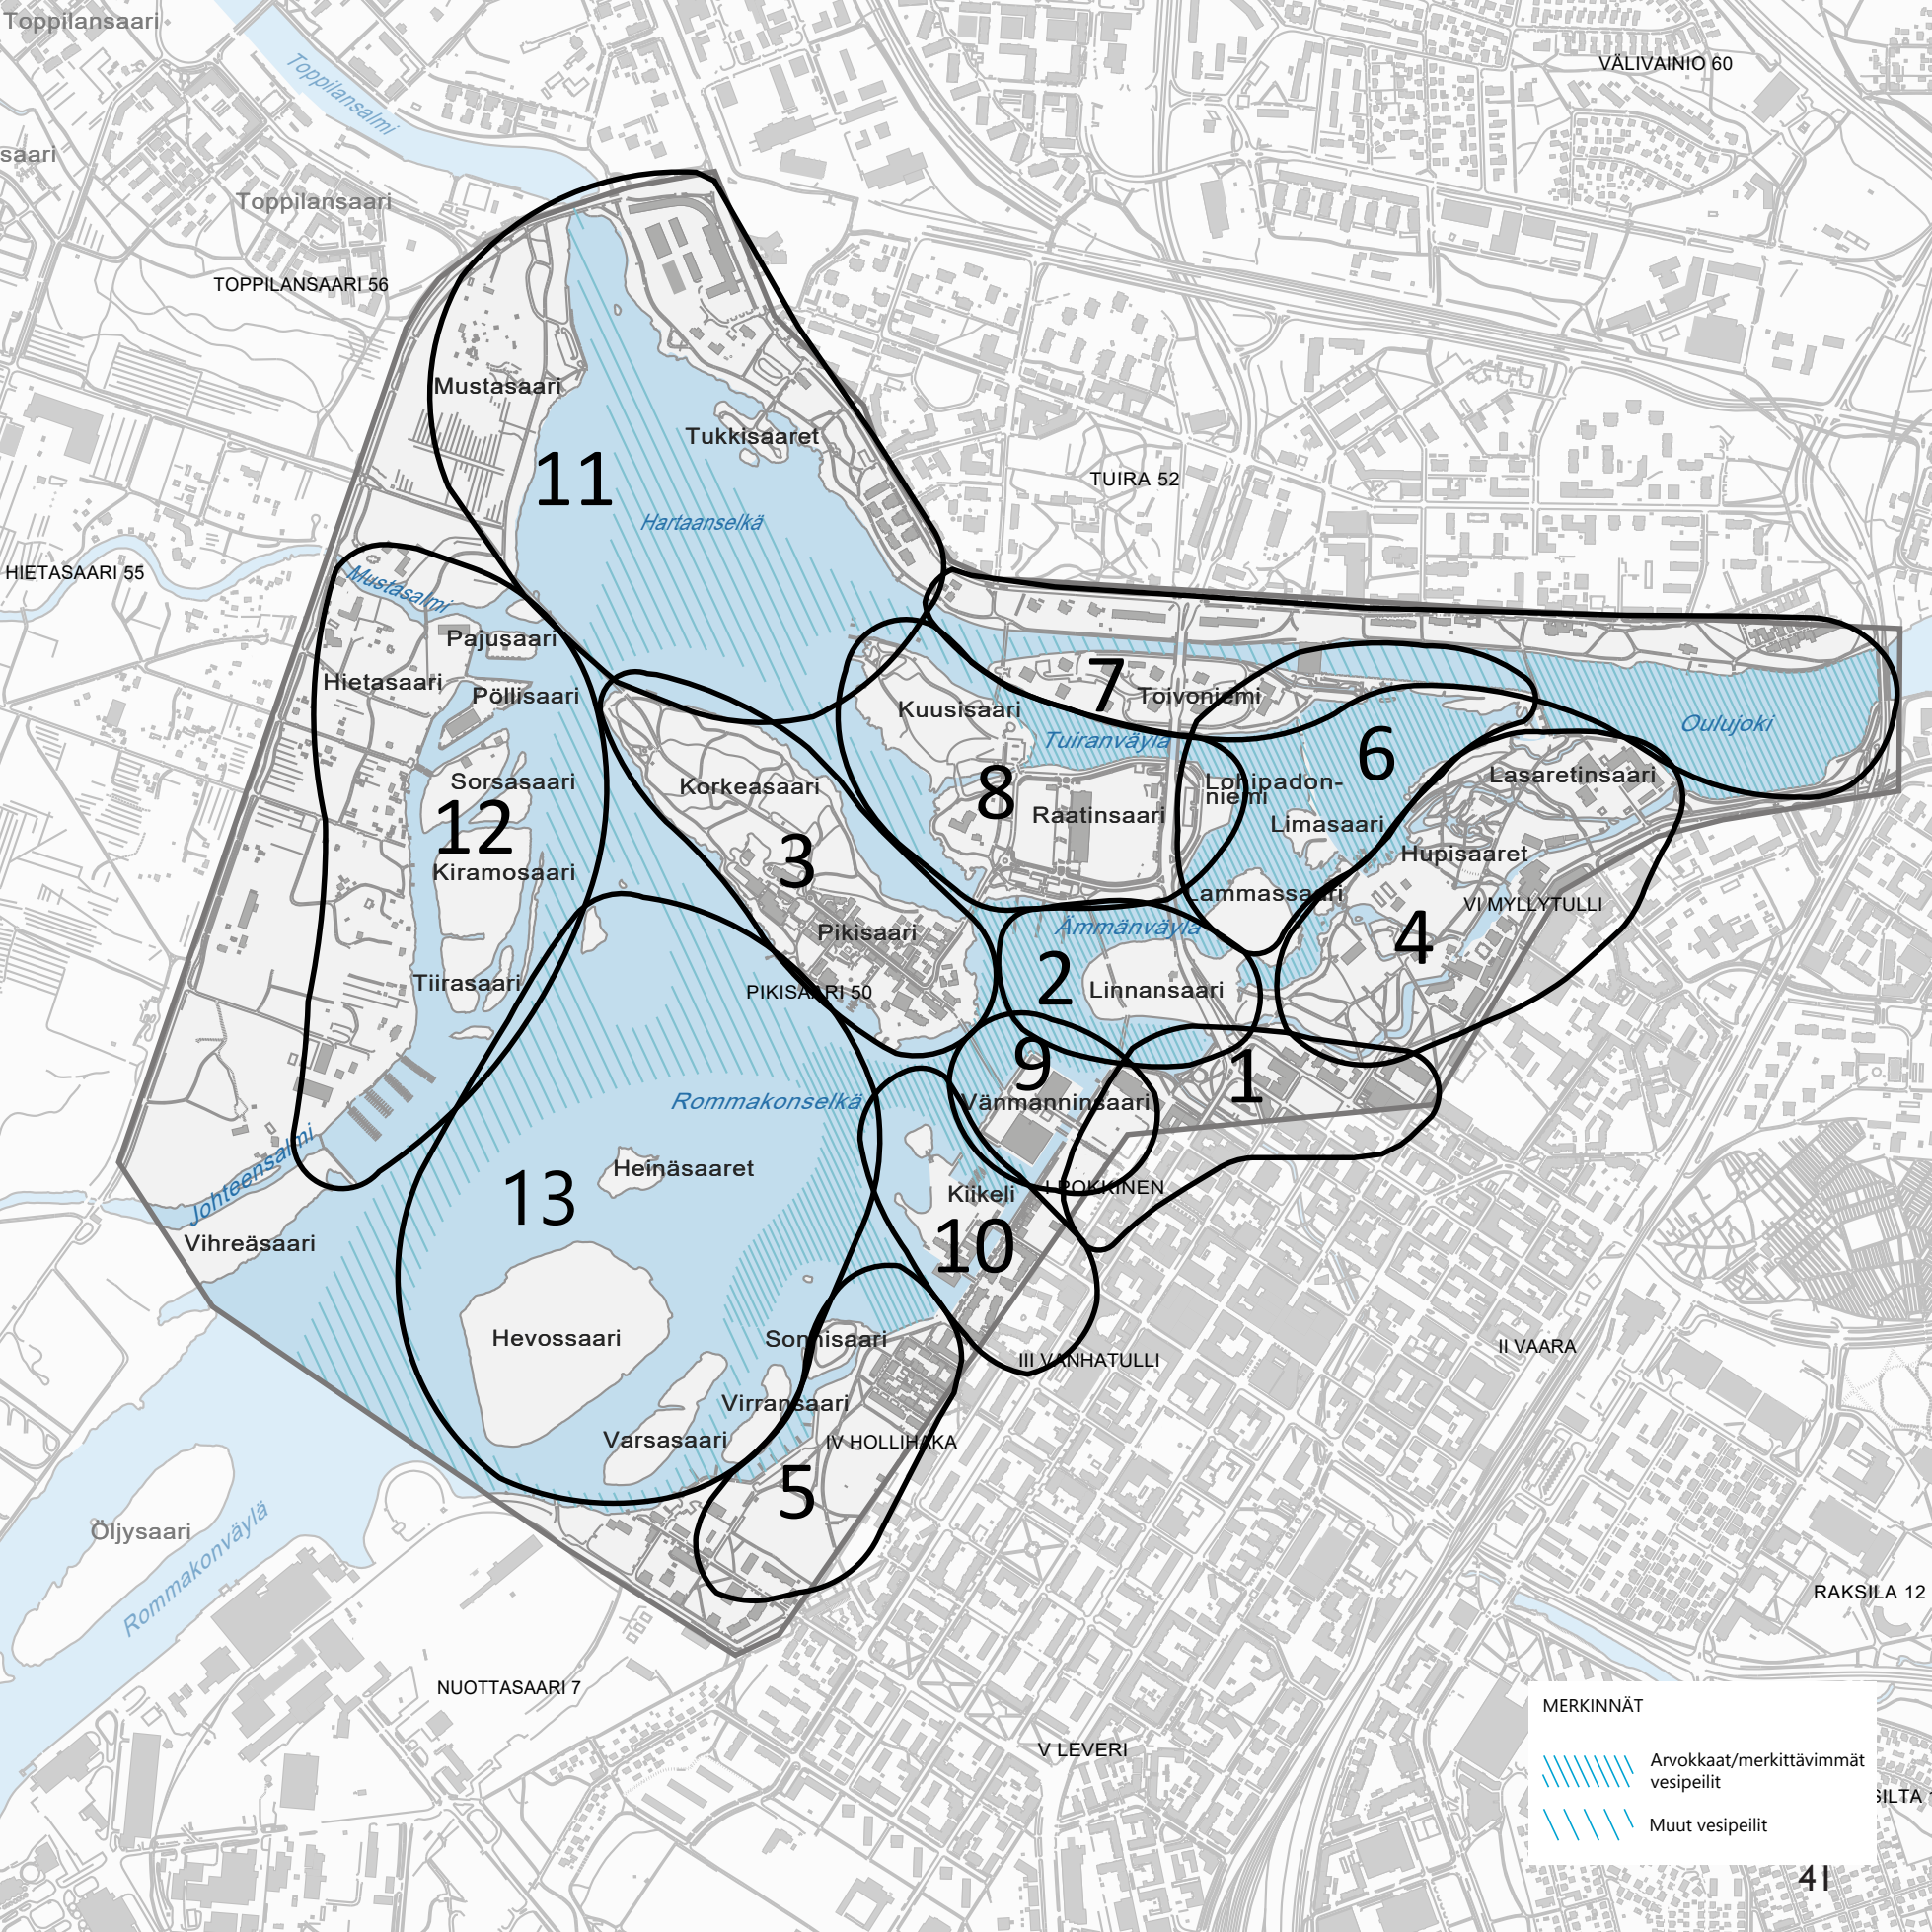 Toppilansaari
Toppilansalmi
VÄLIVAINIO 60
saari
Toppilansaari
TOPPILANSAARI 56
Mustasaari
Tukkisaaret
11
TUIRA 52
Hartaanselkä
HIETASAARI 55
Mustasalmi
Pajusaari
Hietasaari
Pöllisaari
Kuusisaari
7
Toivoniemi
Oulujoki
Tuiranväylä
6
Sorsasaari
Korkeasaari
8
Lohipadon-
niemi
Lasaretinsaari
Raatinsaari
Limasaari
12
3
Hupisaaret
Kiramosaari
Lammassaari
VI MYLLYTULLI
Pikisaari
Ämmänväylä
4
Tiirasaari
PIKISAARI 50
2
Linnansaari
9
1
Rommakonselkä
Vänmanninsaari
Johteensalmi
13
Heinäsaaret
Kiikeli
I POKKINEN
Vihreäsaari
10
Hevossaari
Sonnisaari
III VANHATULLI
II VAARA
Virransaari
Varsasaari
IV HOLLIHAKA
5
Öljysaari
Rommakonväylä
RAKSILA 12
NUOTTASAARI 7
V LEVERI
MERKINNÄT
Arvokkaat/merkittävimmät
vesipeilit
SILTA
Muut vesipeilit
41